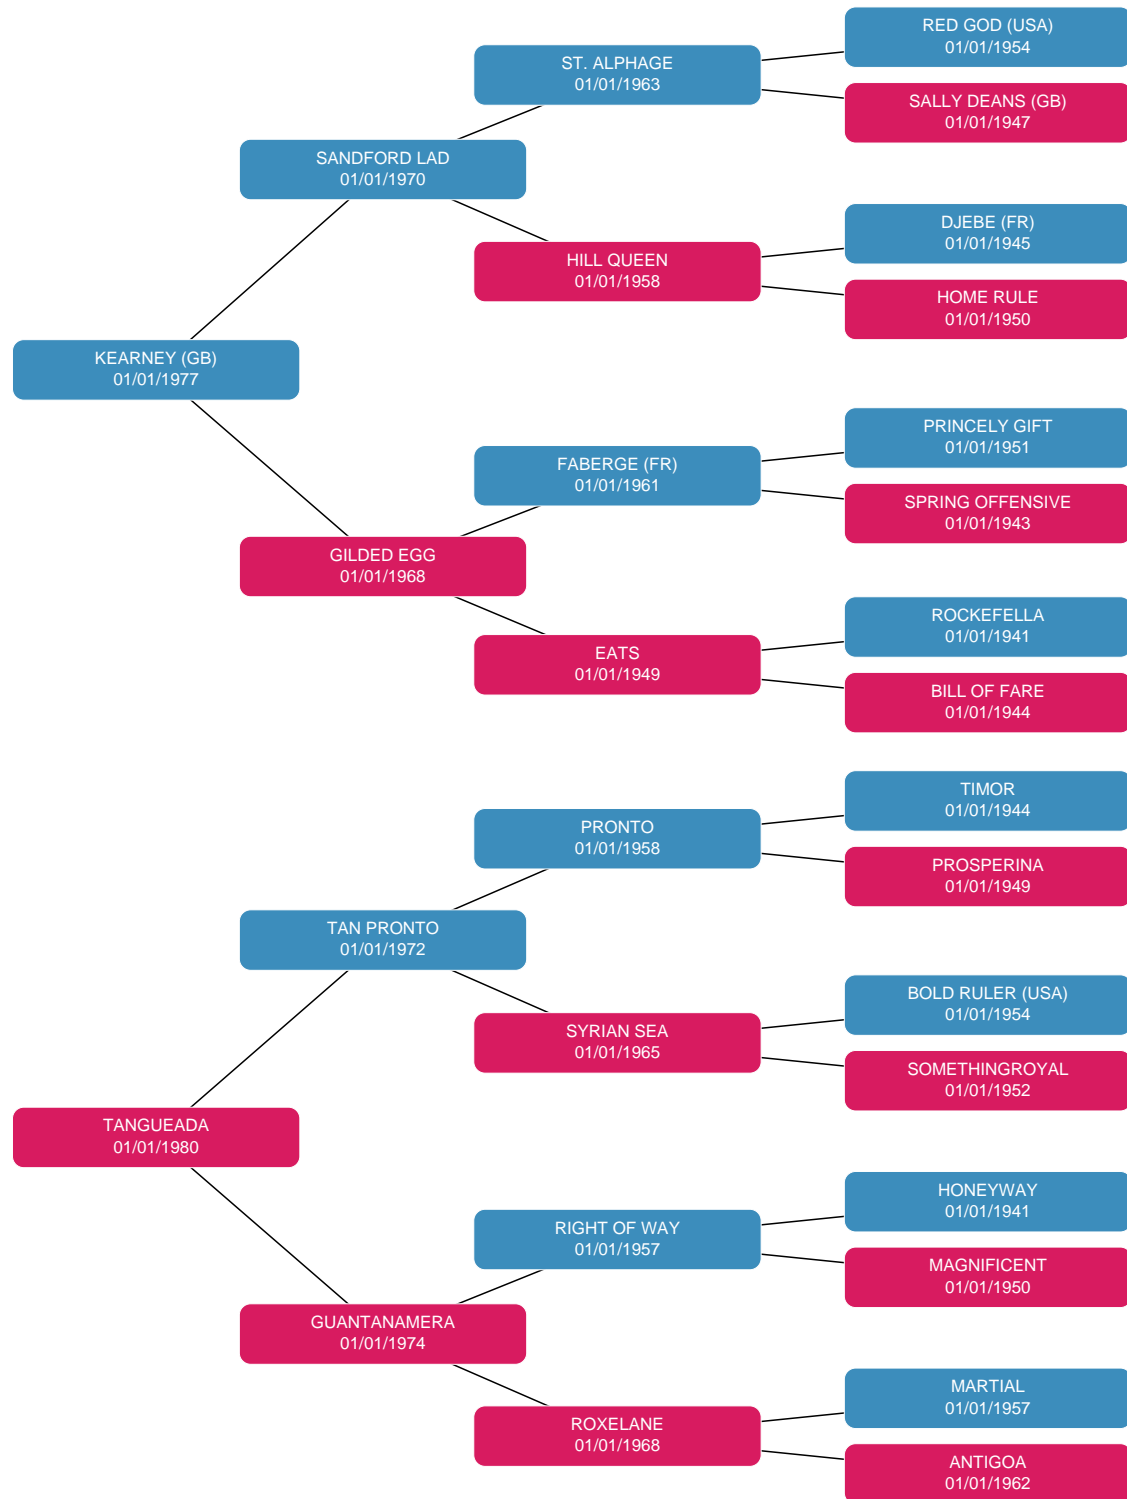 RED GOD (USA)
01/01/1954
ST. ALPHAGE
01/01/1963
SALLY DEANS (GB)
01/01/1947
SANDFORD LAD
01/01/1970
DJEBE (FR)
01/01/1945
HILL QUEEN
01/01/1958
HOME RULE
01/01/1950
KEARNEY (GB)
01/01/1977
PRINCELY GIFT
01/01/1951
FABERGE (FR)
01/01/1961
SPRING OFFENSIVE
01/01/1943
GILDED EGG
01/01/1968
ROCKEFELLA
01/01/1941
EATS
01/01/1949
BILL OF FARE
01/01/1944
TIMOR
01/01/1944
PRONTO
01/01/1958
PROSPERINA
01/01/1949
TAN PRONTO
01/01/1972
BOLD RULER (USA)
01/01/1954
SYRIAN SEA
01/01/1965
SOMETHINGROYAL
01/01/1952
TANGUEADA
01/01/1980
HONEYWAY
01/01/1941
RIGHT OF WAY
01/01/1957
MAGNIFICENT
01/01/1950
GUANTANAMERA
01/01/1974
MARTIAL
01/01/1957
ROXELANE
01/01/1968
ANTIGOA
01/01/1962